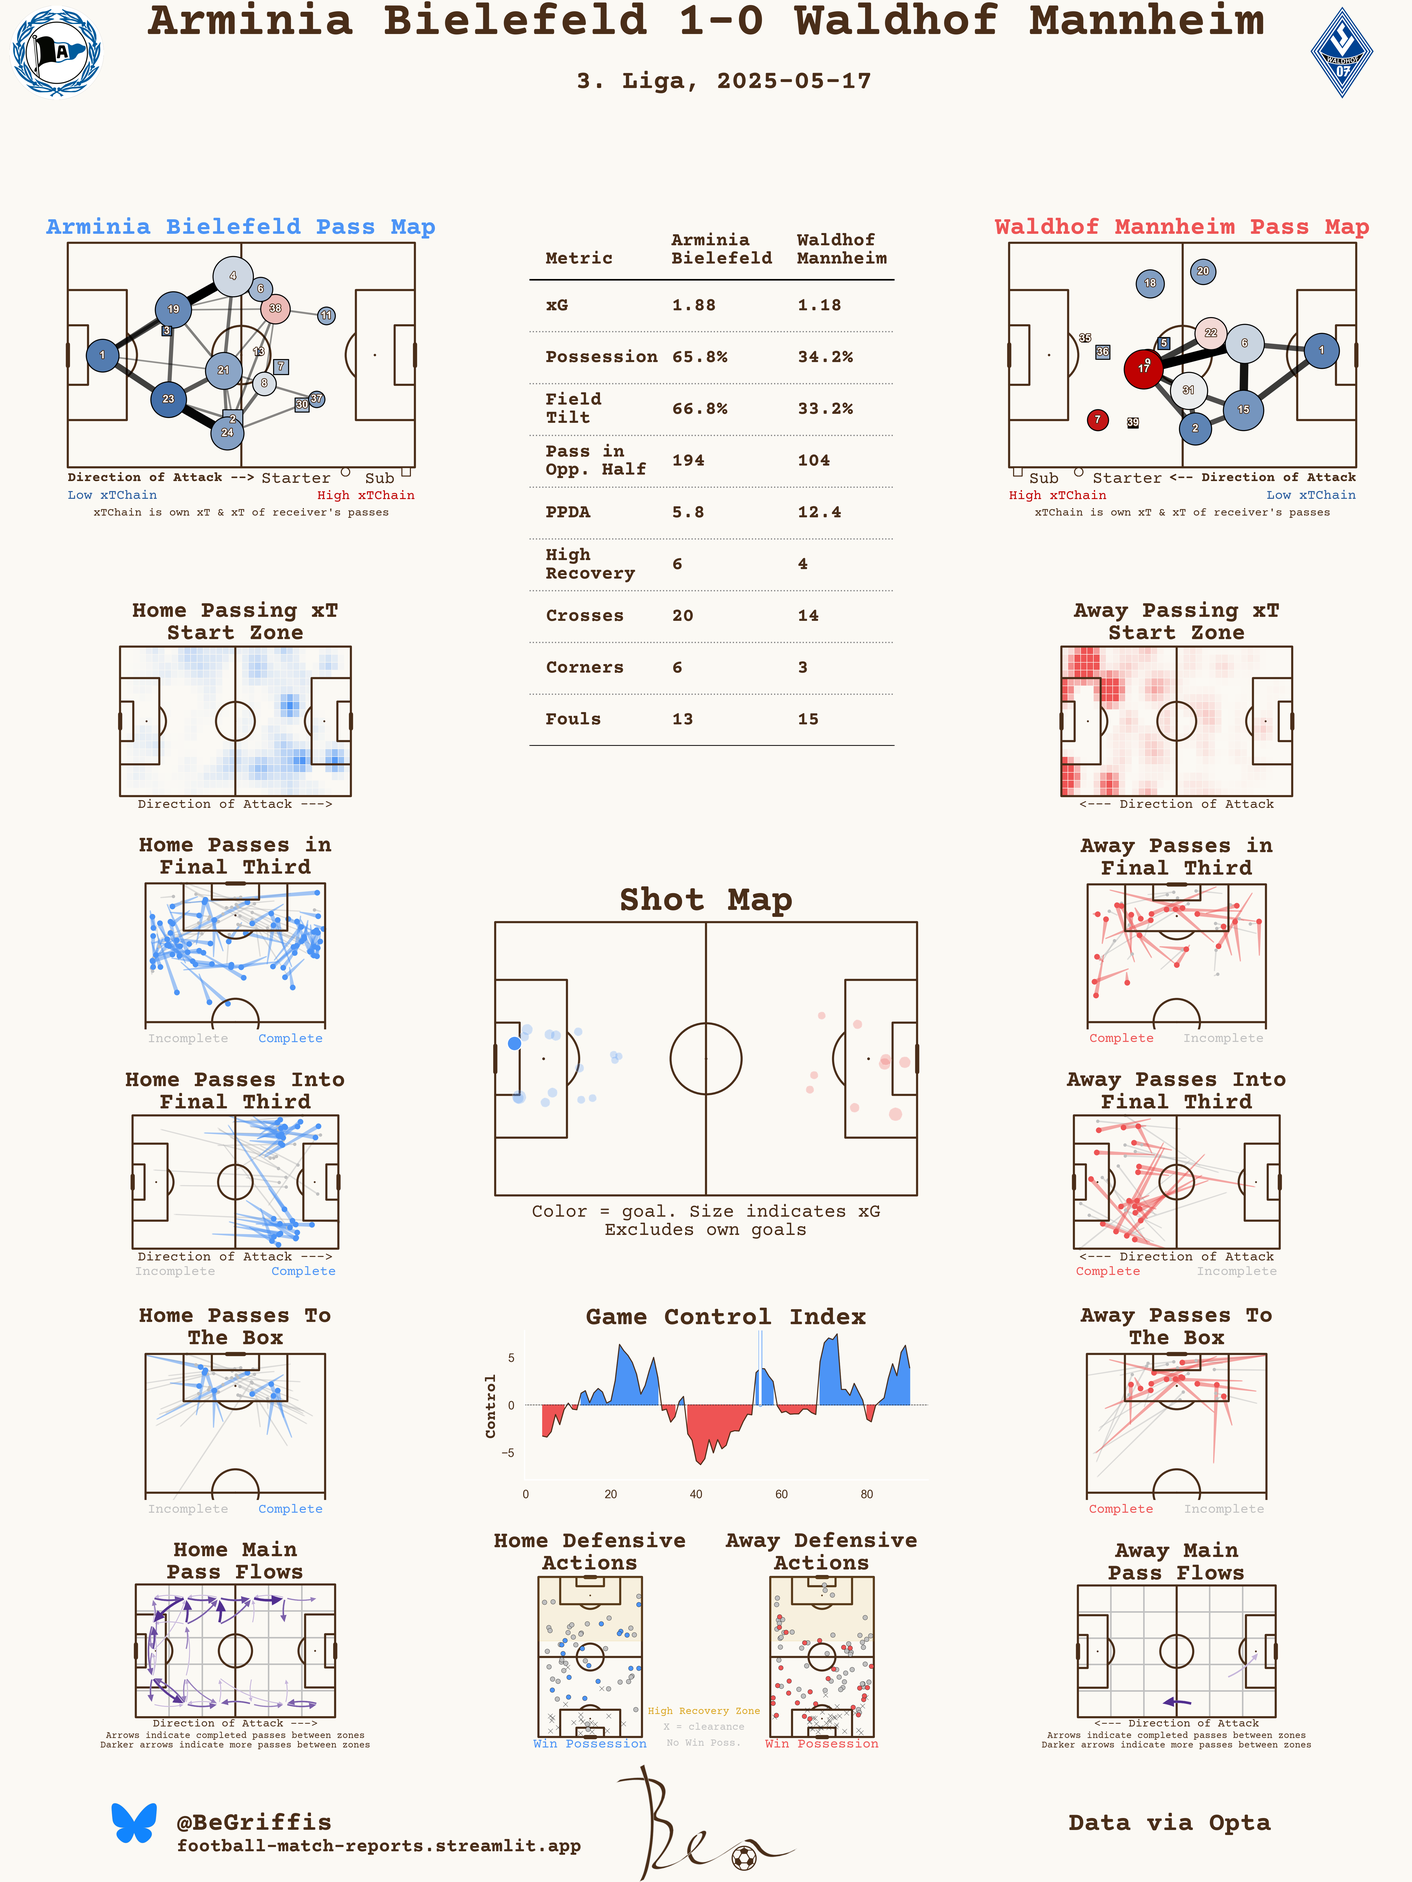 Arminia Bielefeld 1-0 Waldhof Mannheim
3. Liga, 2025-05-17
A
WALDHOF
07
Arminia Bielefeld Pass Map
4
6
19
38
11
3
13
1
21
7
8
23
37
30
2
24
Direction of Attack --> Starter Sub
Low xTChain High xTChain
xTChain is own xT & xT of receiver's passes
Metric Arminia Bielefeld Waldhof Mannheim
xG 1.88 1.18
Possession 65.8% 34.2%
Field Tilt 66.8% 33.2%
Pass in Opp. Half 194 104
PPDA 5.8 12.4
High Recovery 6 4
Crosses 20 14
Corners 6 3
Fouls 13 15
Waldhof Mannheim Pass Map
20
18
22
35
5
6
36
1
9
17
31
15
7
39
2
Sub Starter <-- Direction of Attack
High xTChain Low xTChain
xTChain is own xT & xT of receiver's passes
Home Passing xT
Start Zone
Direction of Attack --->
Away Passing xT
Start Zone
<--- Direction of Attack
Home Passes in
Final Third
Incomplete Complete
Away Passes in
Final Third
Complete Incomplete
Shot Map
Color = goal. Size indicates xG
Excludes own goals
Home Passes Into
Final Third
Direction of Attack --->
Incomplete Complete
Away Passes Into
Final Third
<--- Direction of Attack
Complete Incomplete
Home Passes To
The Box
Incomplete Complete
Game Control Index
Control
5
0
−5
0 20 40 60 80
Away Passes To
The Box
Complete Incomplete
Home Main
Pass Flows
Direction of Attack --->
Arrows indicate completed passes between zones
Darker arrows indicate more passes between zones
Home Defensive
Actions
Win Possession
High Recovery Zone
X = clearance
No Win Poss.
Away Defensive
Actions
Win Possession
Away Main
Pass Flows
<--- Direction of Attack
Arrows indicate completed passes between zones
Darker arrows indicate more passes between zones
@BeGriffis
football-match-reports.streamlit.app
Ben
Data via Opta